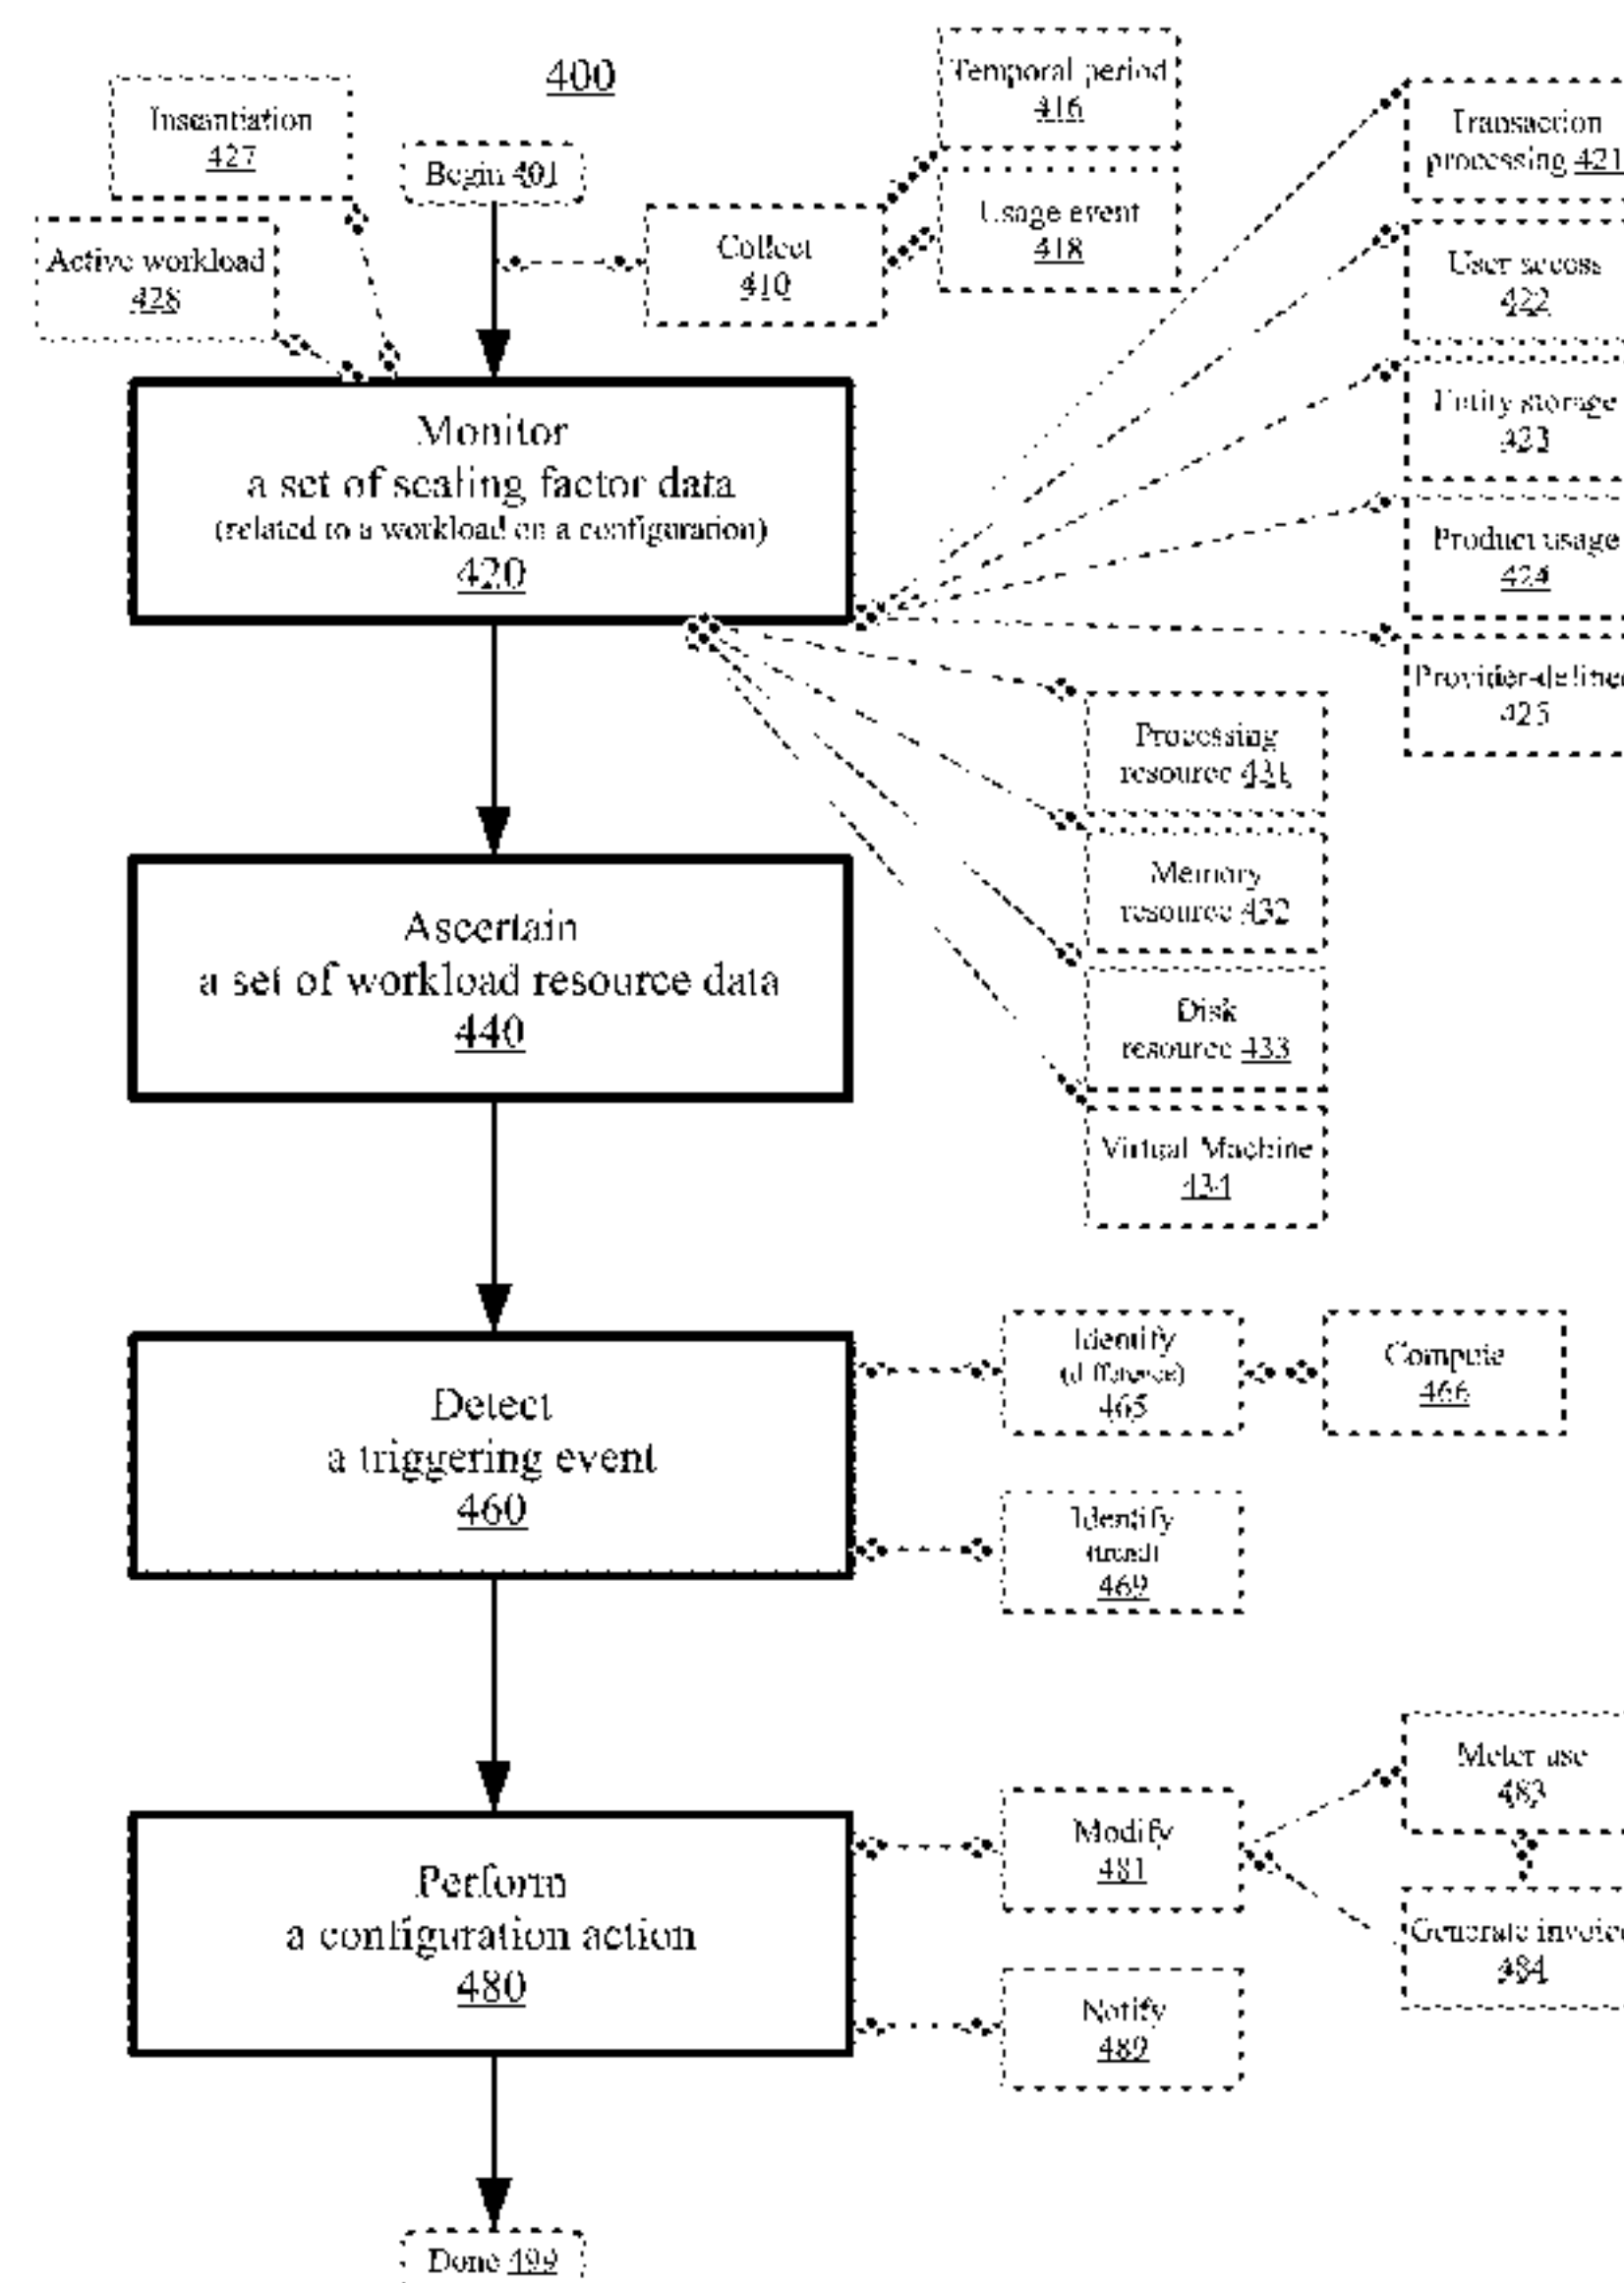 400
Temporal period
416
Instantiation
427
Begin 401
Transaction
processing 421
Usage event
418
Collect
410
Active workload
428
User access
422
Monitor
a set of scaling factor data
(related to a workload on a configuration)
420
Entity storage
423
Product usage
424
Provider-defined
425
Processing
resource 431
Memory
resource 432
Disk
resource 433
Virtual Machine
434
Ascertain
a set of workload resource data
440
Detect
a triggering event
460
Identify
(difference)
465
Compute
466
Identify
(trend)
469
Perform
a configuration action
480
Modify
481
Meter use
483
Generate invoice
484
Notify
489
Done 499